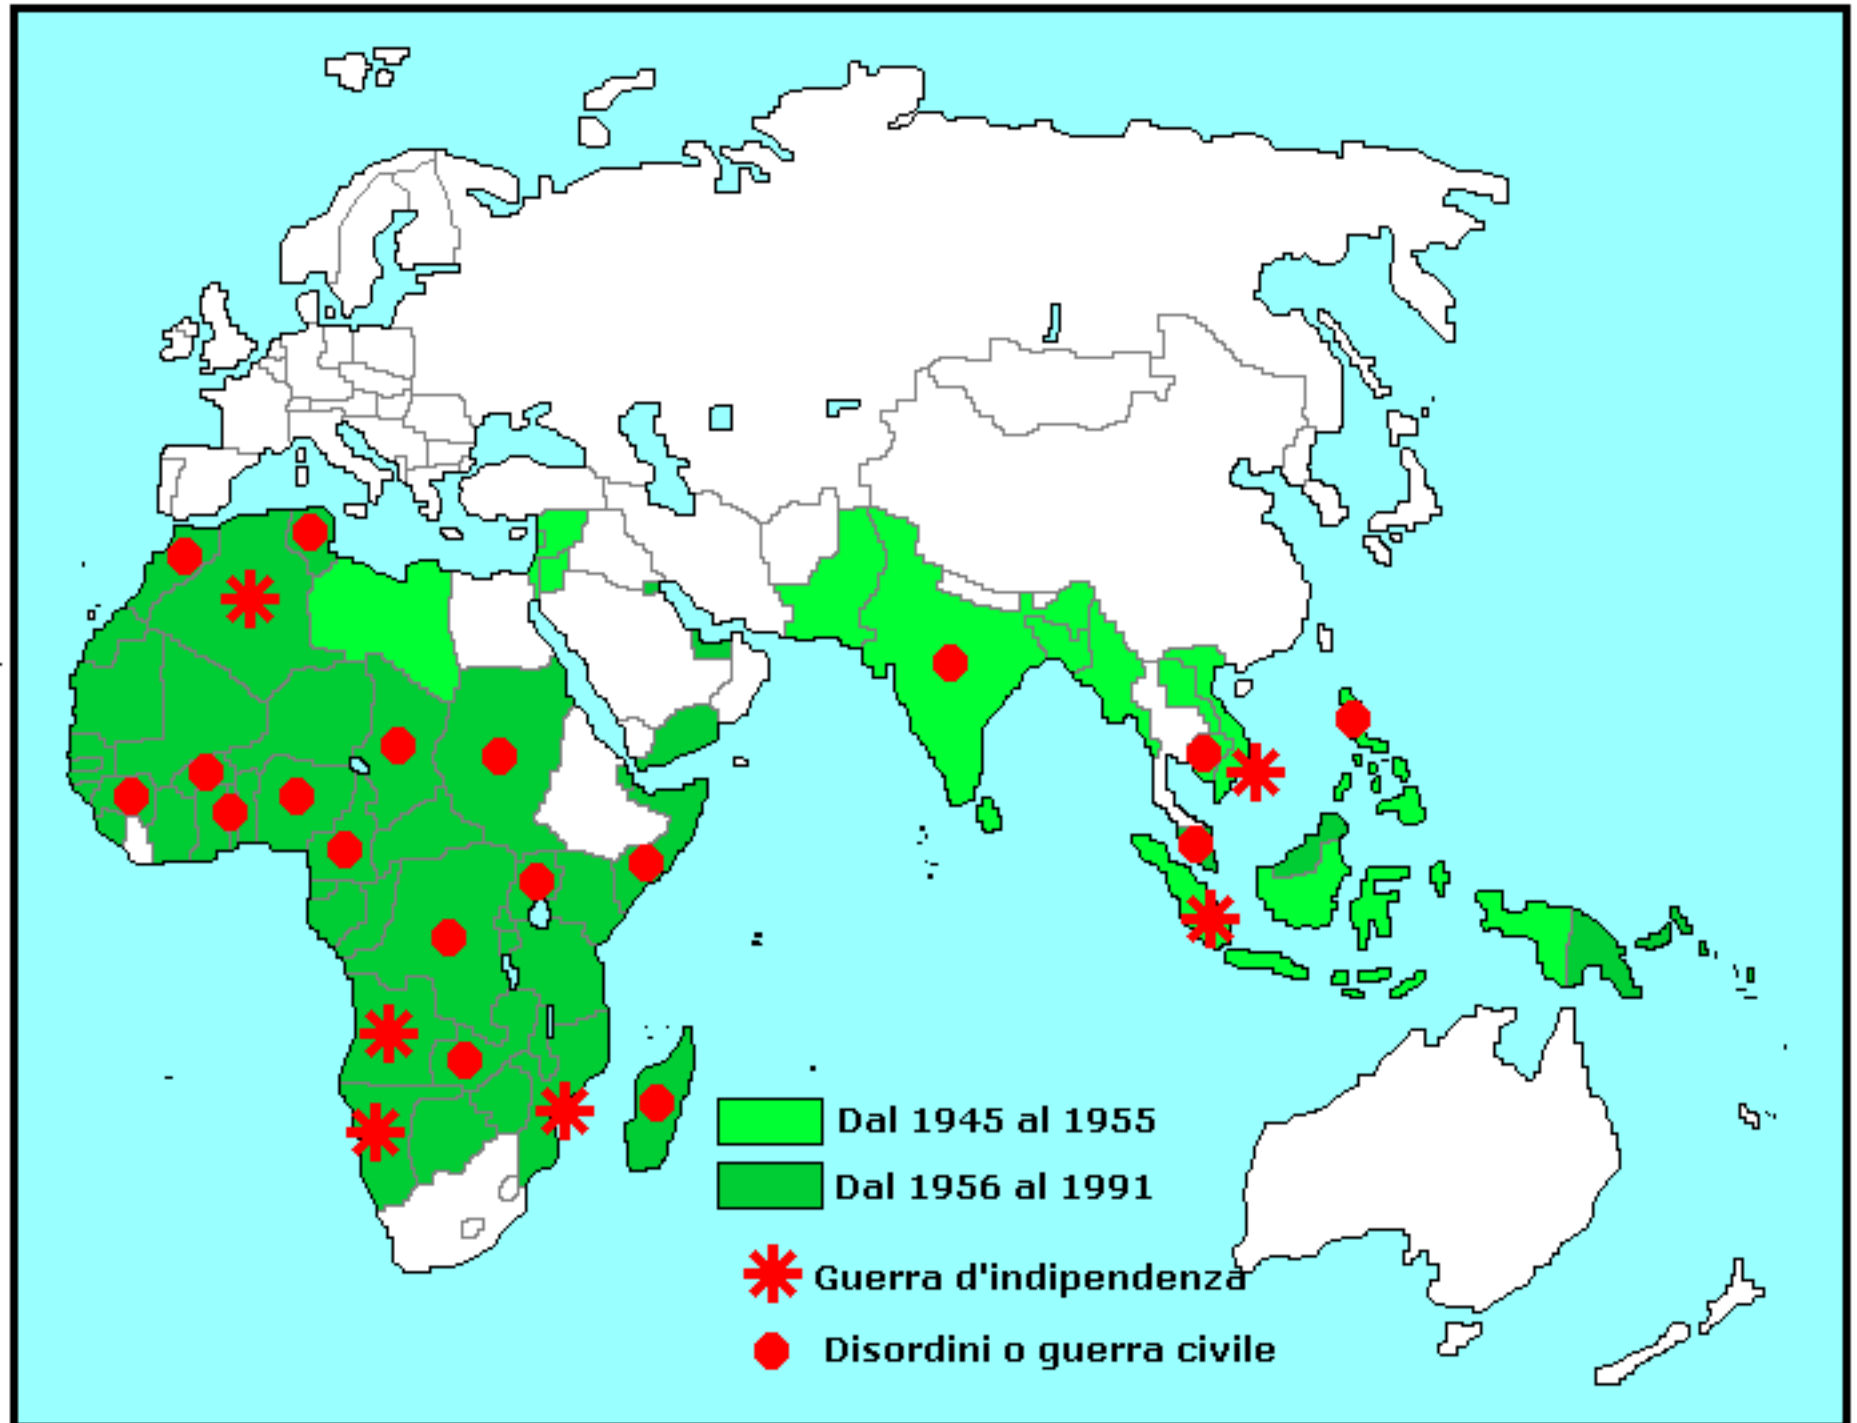 Dal 1945 al 1955
Dal 1956 al 1991
Guerra d'indipendenza
Disordini o guerra civile